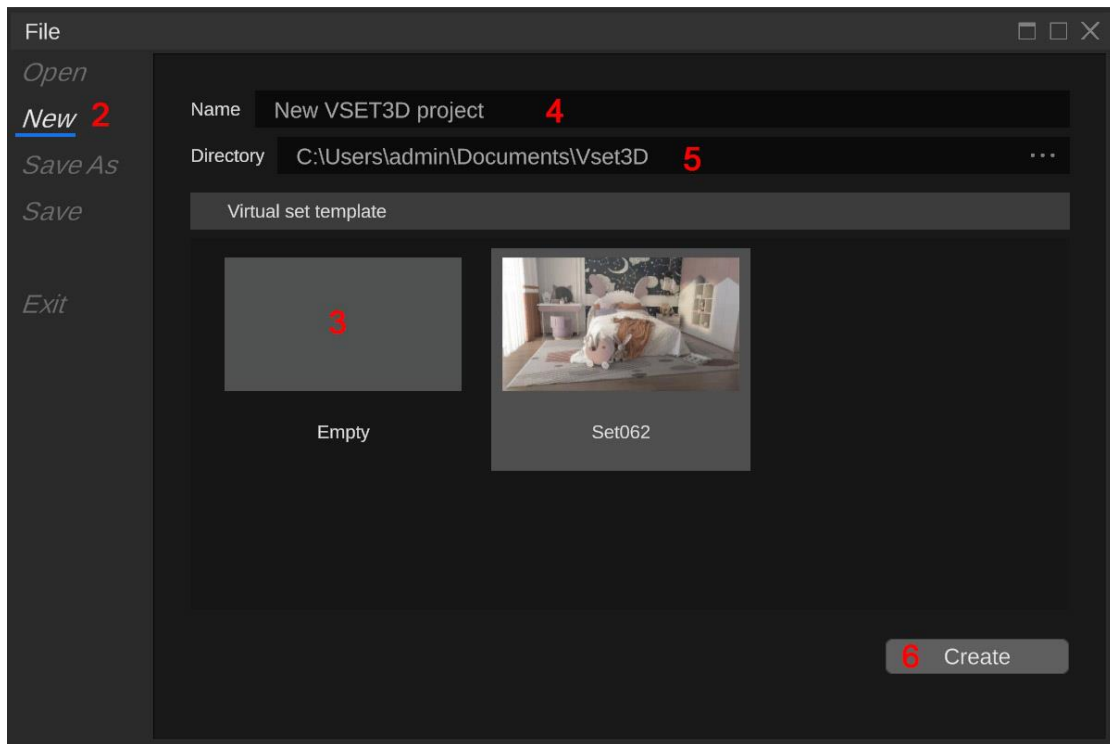 File
Open
New 2
Save As
Save
Exit
Name New VSET3D project 4
Directory C:\Users\admin\Documents\Vset3D 5 ...
Virtual set template
3
Empty
Set062
6 Create